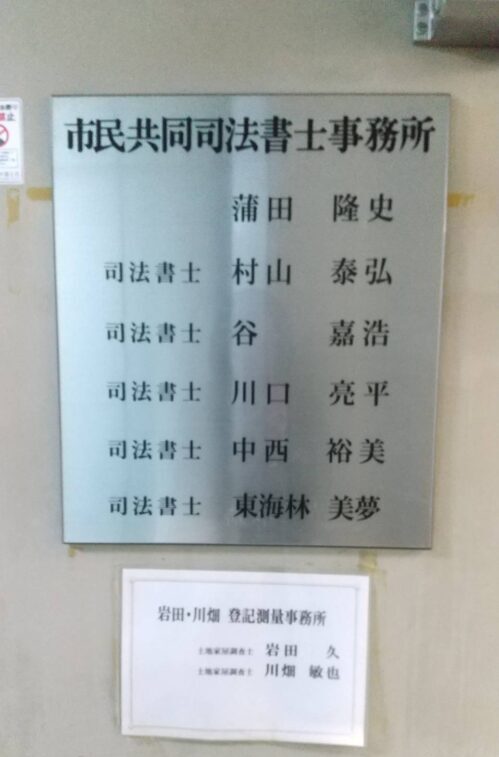 市民共同司法書士事務所
蒲田 隆史
司法書士 村山 泰弘
司法書士 谷 嘉浩
司法書士 川口 亮平
司法書士 中西 裕美
司法書士 東海林 美夢
岩田・川畑 登記測量事務所
土地家屋調査士 岩田 久
土地家屋調査士 川畑 敏也
禁止